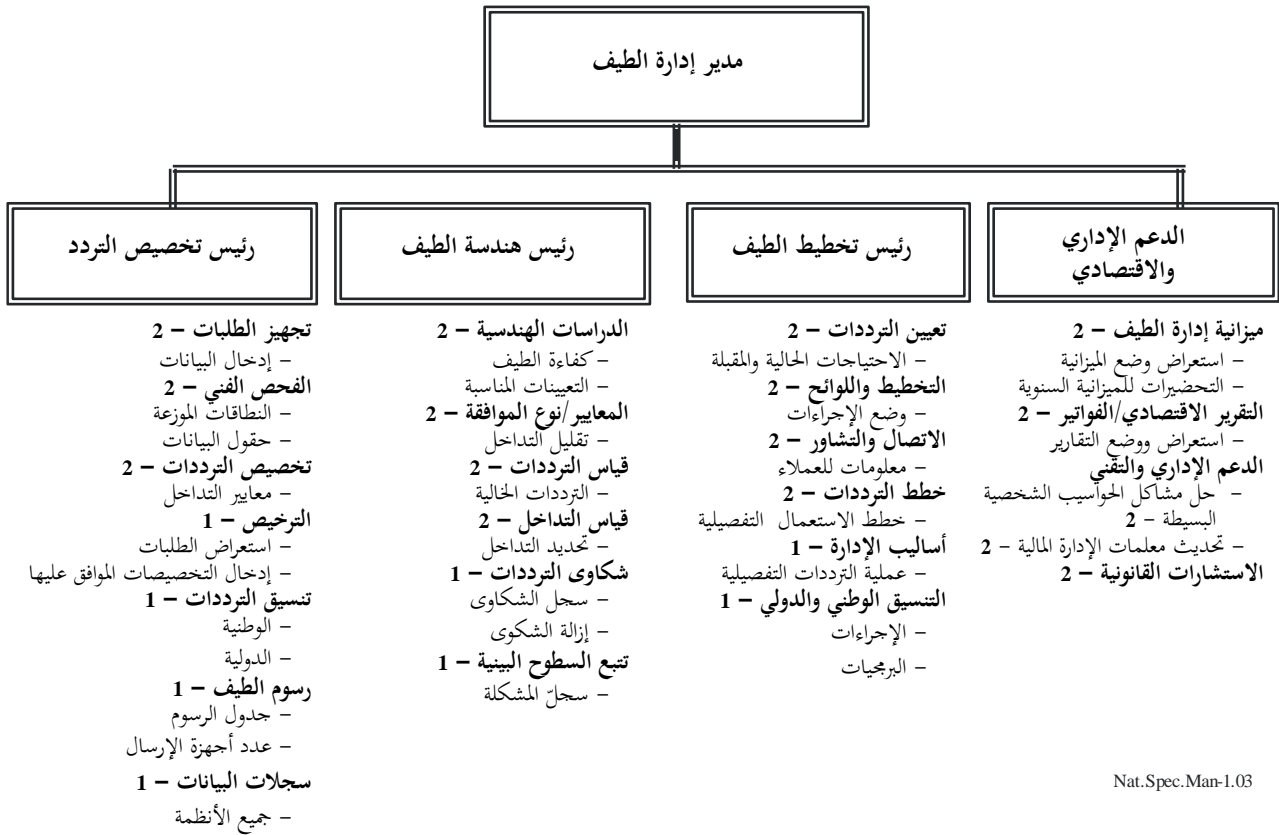 مدير إدارة الطيف
الدعم الإداري
والاقتصادي
ميزانية إدارة الطيف – 2
– استعراض وضع الميزانية
– التحضيرات للميزانية السنوية
التقرير الاقتصادي/الفواتير – 2
– استعراض ووضع التقارير
الدعم الإداري والتقني
– حل مشاكل الحواسيب الشخصية
البسيطة – 2
– تحديث معلمات الإدارة المالية – 2
الاستشارات القانونية – 2
رئيس تخطيط الطيف
تعيين الترددات – 2
– الاحتياجات الحالية والمقبلة
التخطيط واللوائح – 2
– وضع الإجراءات
الاتصال والتشاور – 2
– معلومات للعملاء
خطط الترددات – 2
– خطط الاستعمال التفصيلية
أساليب الإدارة – 1
– عملية الترددات التفصيلية
التنسيق الوطني والدولي – 1
– الإجراءات
– البرمجيات
رئيس هندسة الطيف
الدراسات الهندسية – 2
– كفاءة الطيف
– التعيينات المناسبة
المعايير/نوع الموافقة – 2
– تقليل التداخل
قياس الترددات – 2
– الترددات الخالية
قياس التداخل – 2
– تحديد التداخل
شكاوى الترددات – 1
– سجل الشكاوى
– إزالة الشكوى
تتبع السطوح البينية – 1
– سجلّ المشكلة
رئيس تخصيص التردد
تجهيز الطلبات – 2
– إدخال البيانات
الفحص الفني – 2
– النطاقات الموزعة
– حقول البيانات
تخصيص الترددات – 2
– معايير التداخل
الترخيص – 1
– استعراض الطلبات
– إدخال التخصيصات الموافق عليها
تنسيق الترددات – 1
– الوطنية
– الدولية
رسوم الطيف – 1
– جدول الرسوم
– عدد أجهزة الإرسال
سجلات البيانات – 1
– جميع الأنظمة
Nat.Spec.Man-1.03